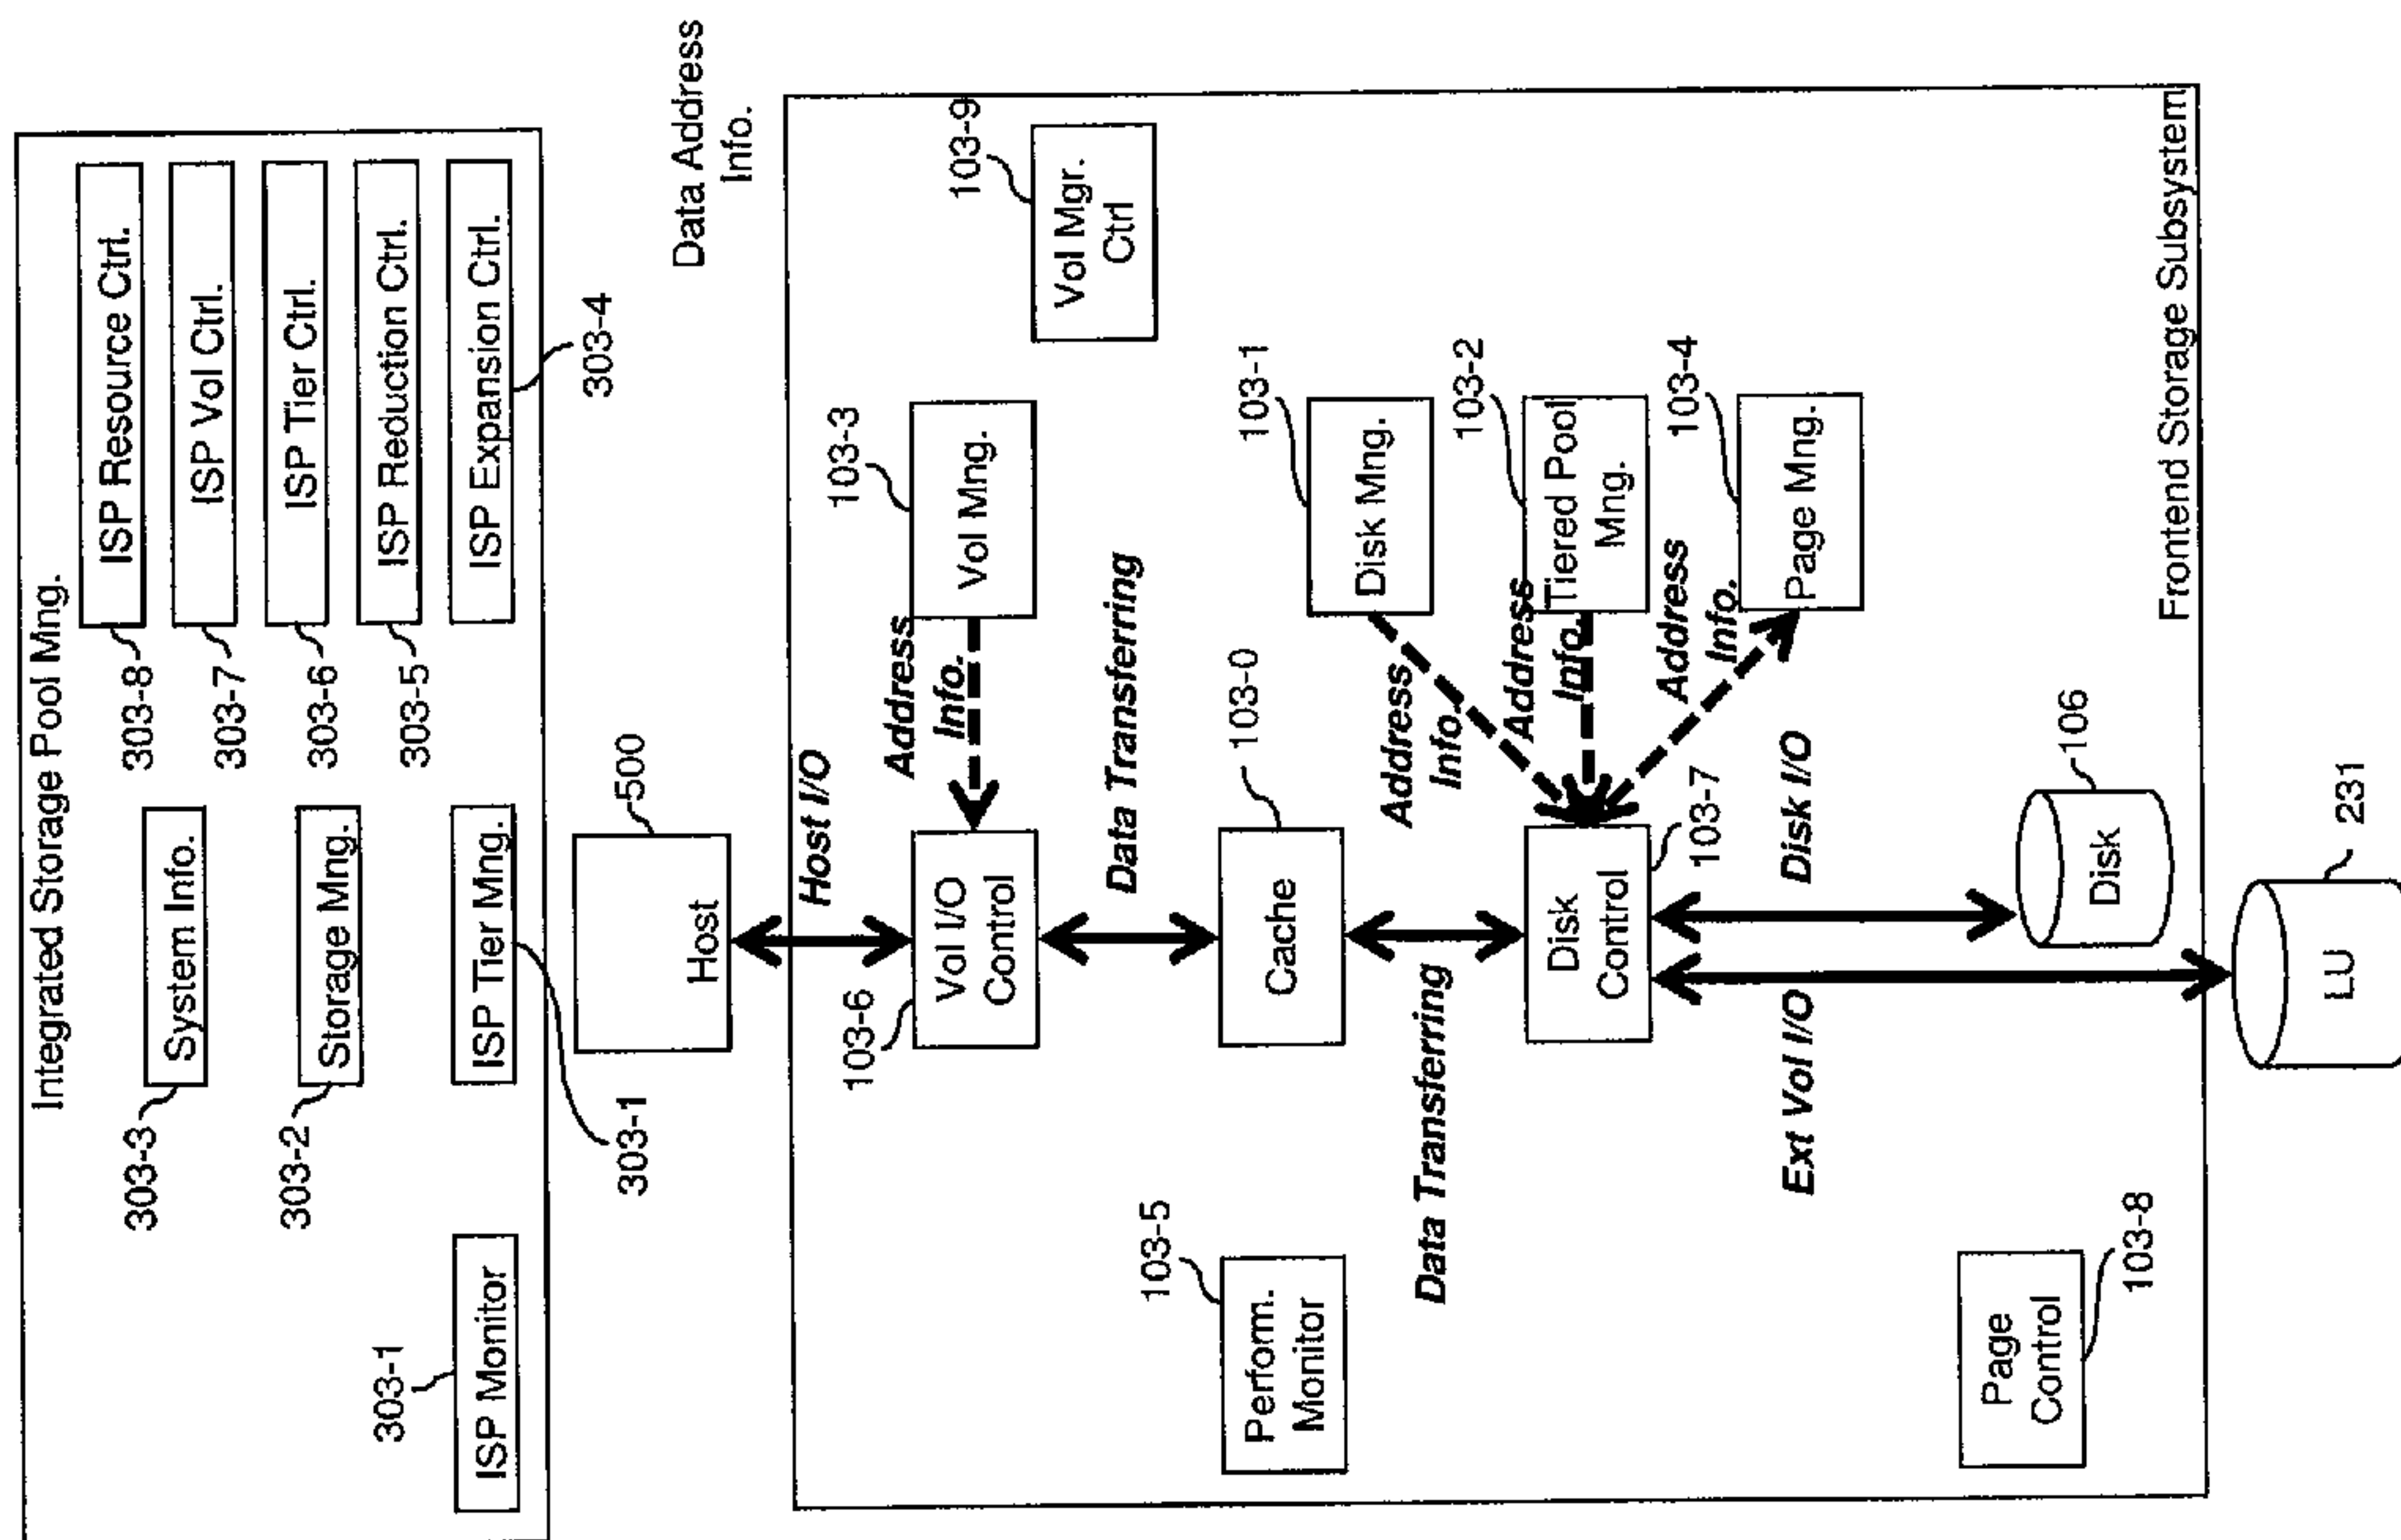 Integrated Storage Pool Mng.
ISP Resource Ctrl.
303-8
ISP Vol Ctrl.
303-7
ISP Tier Ctrl.
303-6
ISP Reduction Ctrl.
303-5
ISP Expansion Ctrl.
303-4
System Info.
303-3
Storage Mng.
303-2
ISP Tier Mng.
303-1
ISP Monitor
303-1
Data Address
Info.
Host
500
Host I/O
Vol I/O
Control
103-6
Address
Info.
Vol Mng.
103-3
Vol Mgr.
Ctrl
103-9
Data Transferring
Cache
103-0
Perfom.
Monitor
103-5
Data Transferring
Disk
Control
103-7
Address
Info.
Disk Mng.
103-1
Address
Info.
Tiered Pool
Mng.
103-2
Address
Info.
Page Mng.
103-4
Disk I/O
Ext Vol I/O
Disk
106
Page
Control
103-8
Frontend Storage Subsystem
LU
231